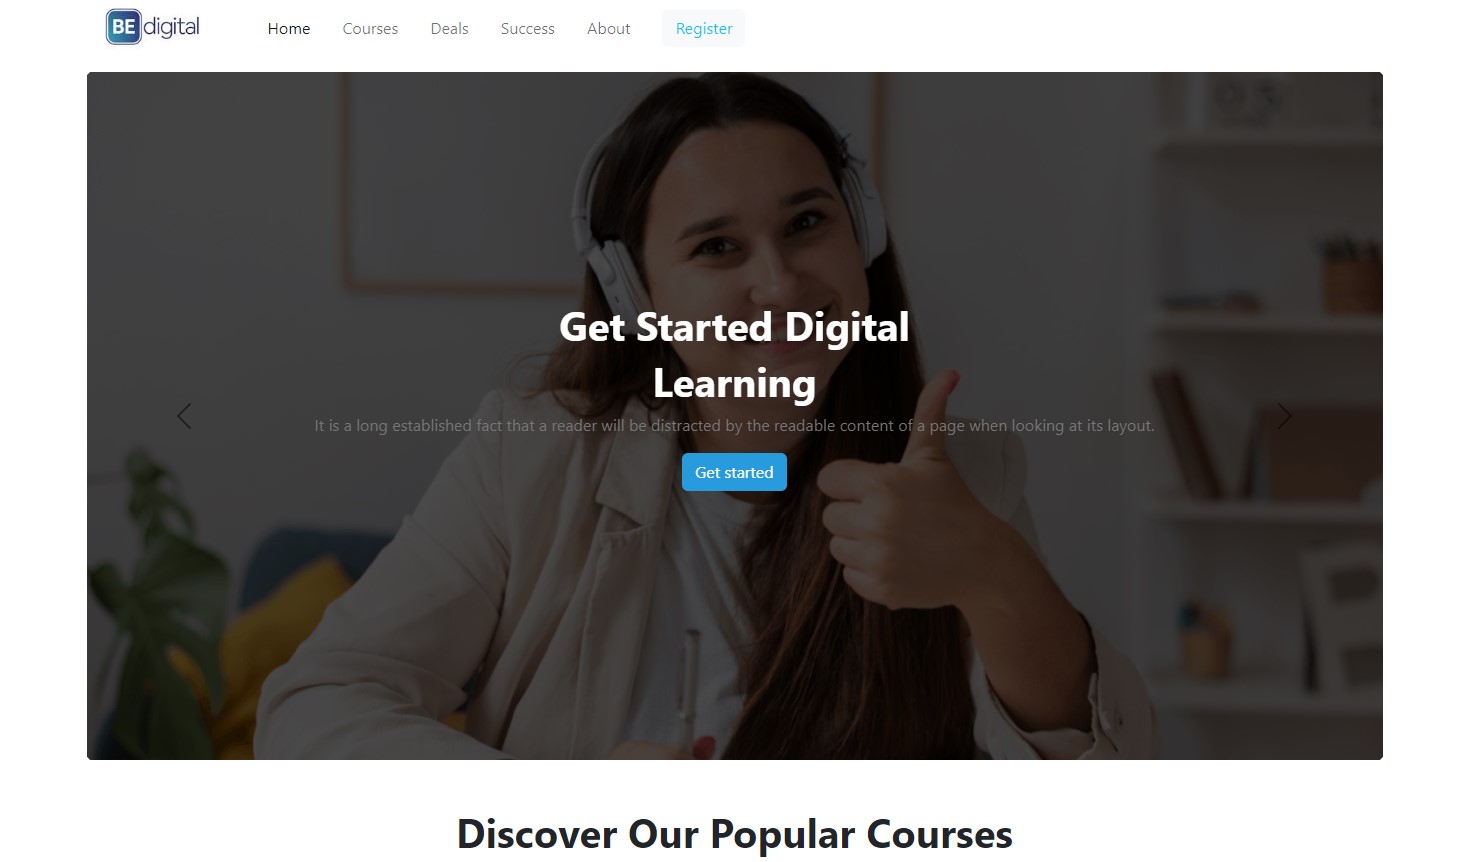 BE digital
Home
Courses
Deals
Success
About
Register
Get Started Digital
Learning
It is a long established fact that a reader will be distracted by the readable content of a page when looking at its layout.
Get started
Discover Our Popular Courses